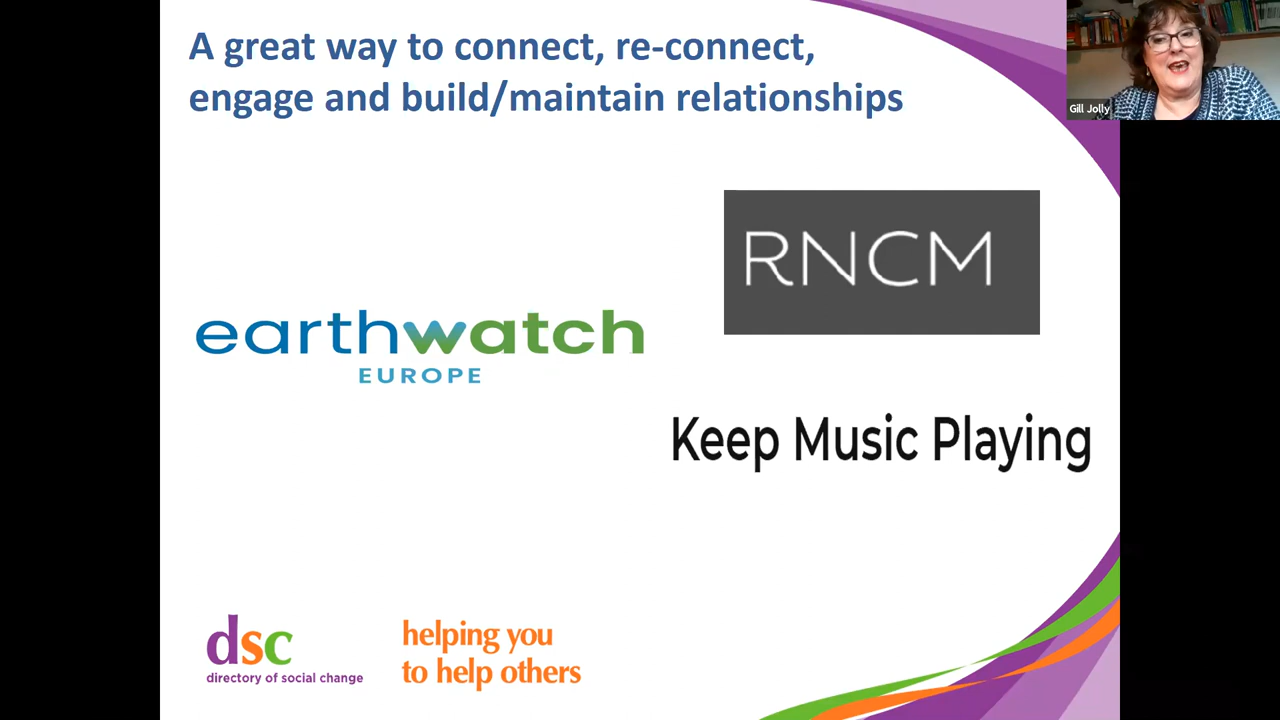 A great way to connect, re-connect,
engage and build/maintain relationships
Gill Jolly
RNCM
earthwatch
EUROPE
Keep Music Playing
dsc
directory of social change
helping you
to help others